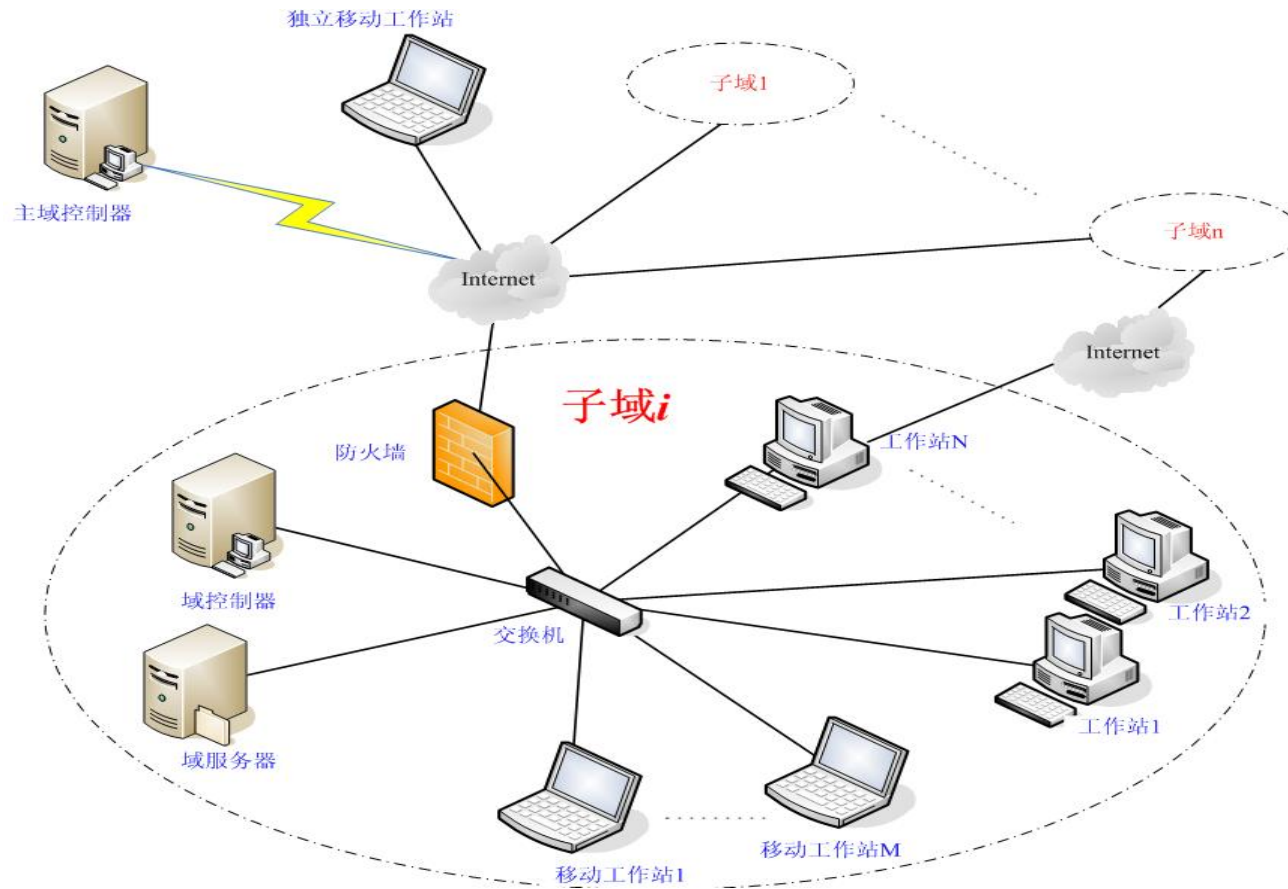 独立移动工作站
子域1
主域控制器
子域n
Internet
Internet
子域i
防火墙
工作站N
域控制器
工作站2
交换机
工作站1
域服务器
移动工作站M
移动工作站1